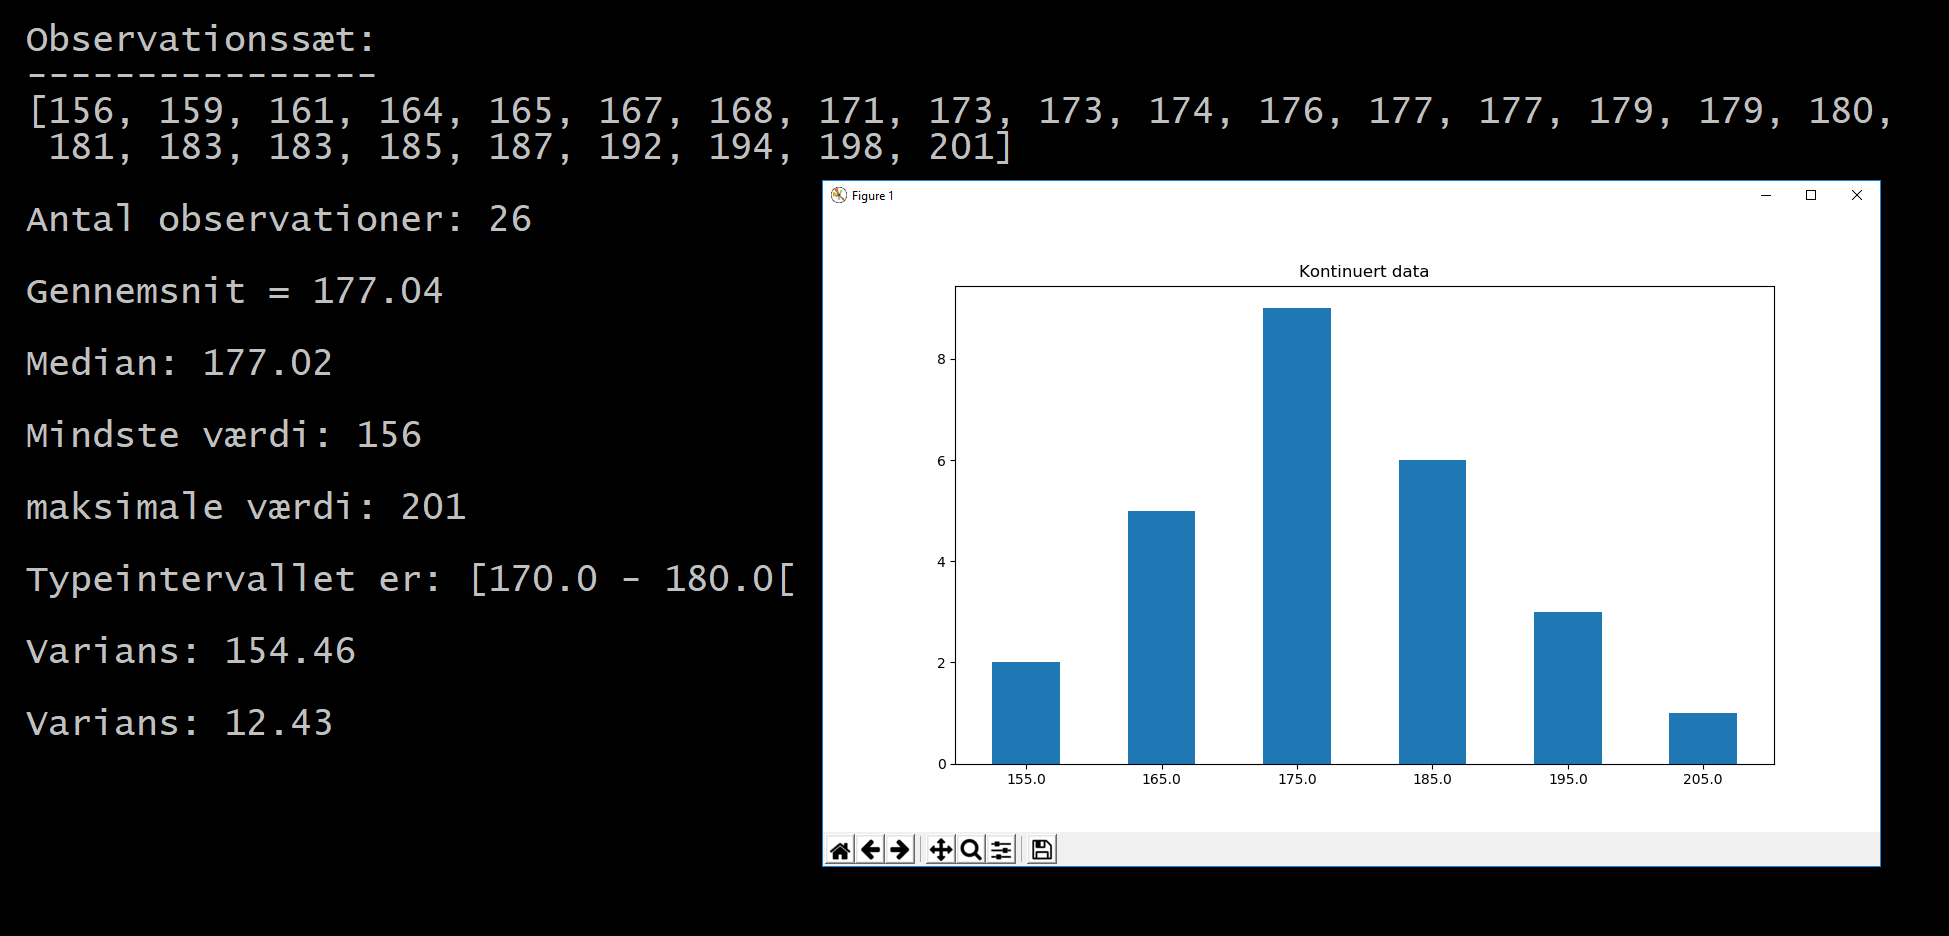 Observationssæt:
----------------
[156, 159, 161, 164, 165, 167, 168, 171, 173, 173, 174, 176, 177, 177, 179, 179, 180,
181, 183, 183, 185, 187, 192, 194, 198, 201]
Antal observationer: 26
Gennemsnit = 177.04
Median: 177.02
Mindste værdi: 156
maksimale værdi: 201
Typeintervallet er: [170.0 - 180.0[
Varians: 154.46
Varians: 12.43
Figure 1
Kontinuert data
8
6
4
2
0
155.0 165.0 175.0 185.0 195.0 205.0